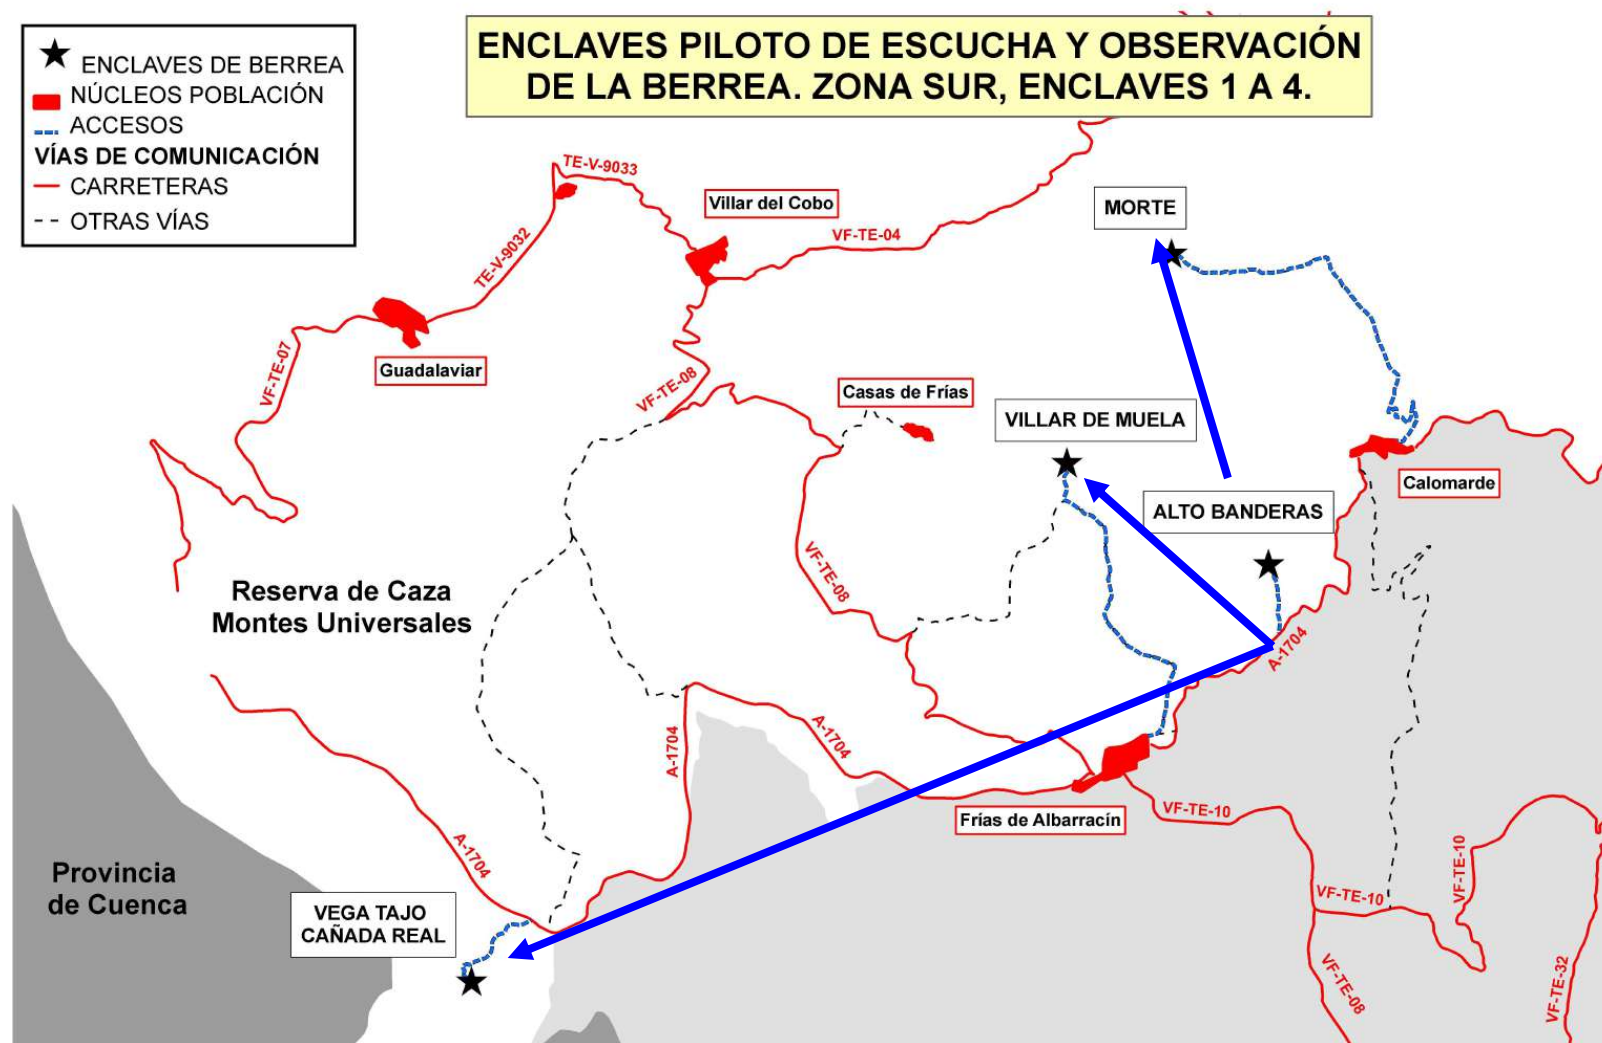 ENCLAVES PILOTO DE ESCUCHA Y OBSERVACIÓN
DE LA BERREA. ZONA SUR, ENCLAVES 1 A 4.
ENCLAVES DE BERREA
NÚCLEOS POBLACIÓN
ACCESOS
VÍAS DE COMUNICACIÓN
CARRETERAS
OTRAS VÍAS
TE-V-9033
Villar del Cobo
MORTE
VF-TE-04
TE-V-9032
Guadalaviar
VF-TE-07
VF-TE-08
Casas de Frías
VILLAR DE MUELA
Calomarde
ALTO BANDERAS
VF-TE-08
Reserva de Caza
Montes Universales
A-1704
A-1704
A-1704
Frías de Albarracín
VF-TE-10
A-1704
VF-TE-10
VF-TE-10
Provincia
de Cuenca
VEGA TAJO
CAÑADA REAL
VF-TE-08
VF-TE-32